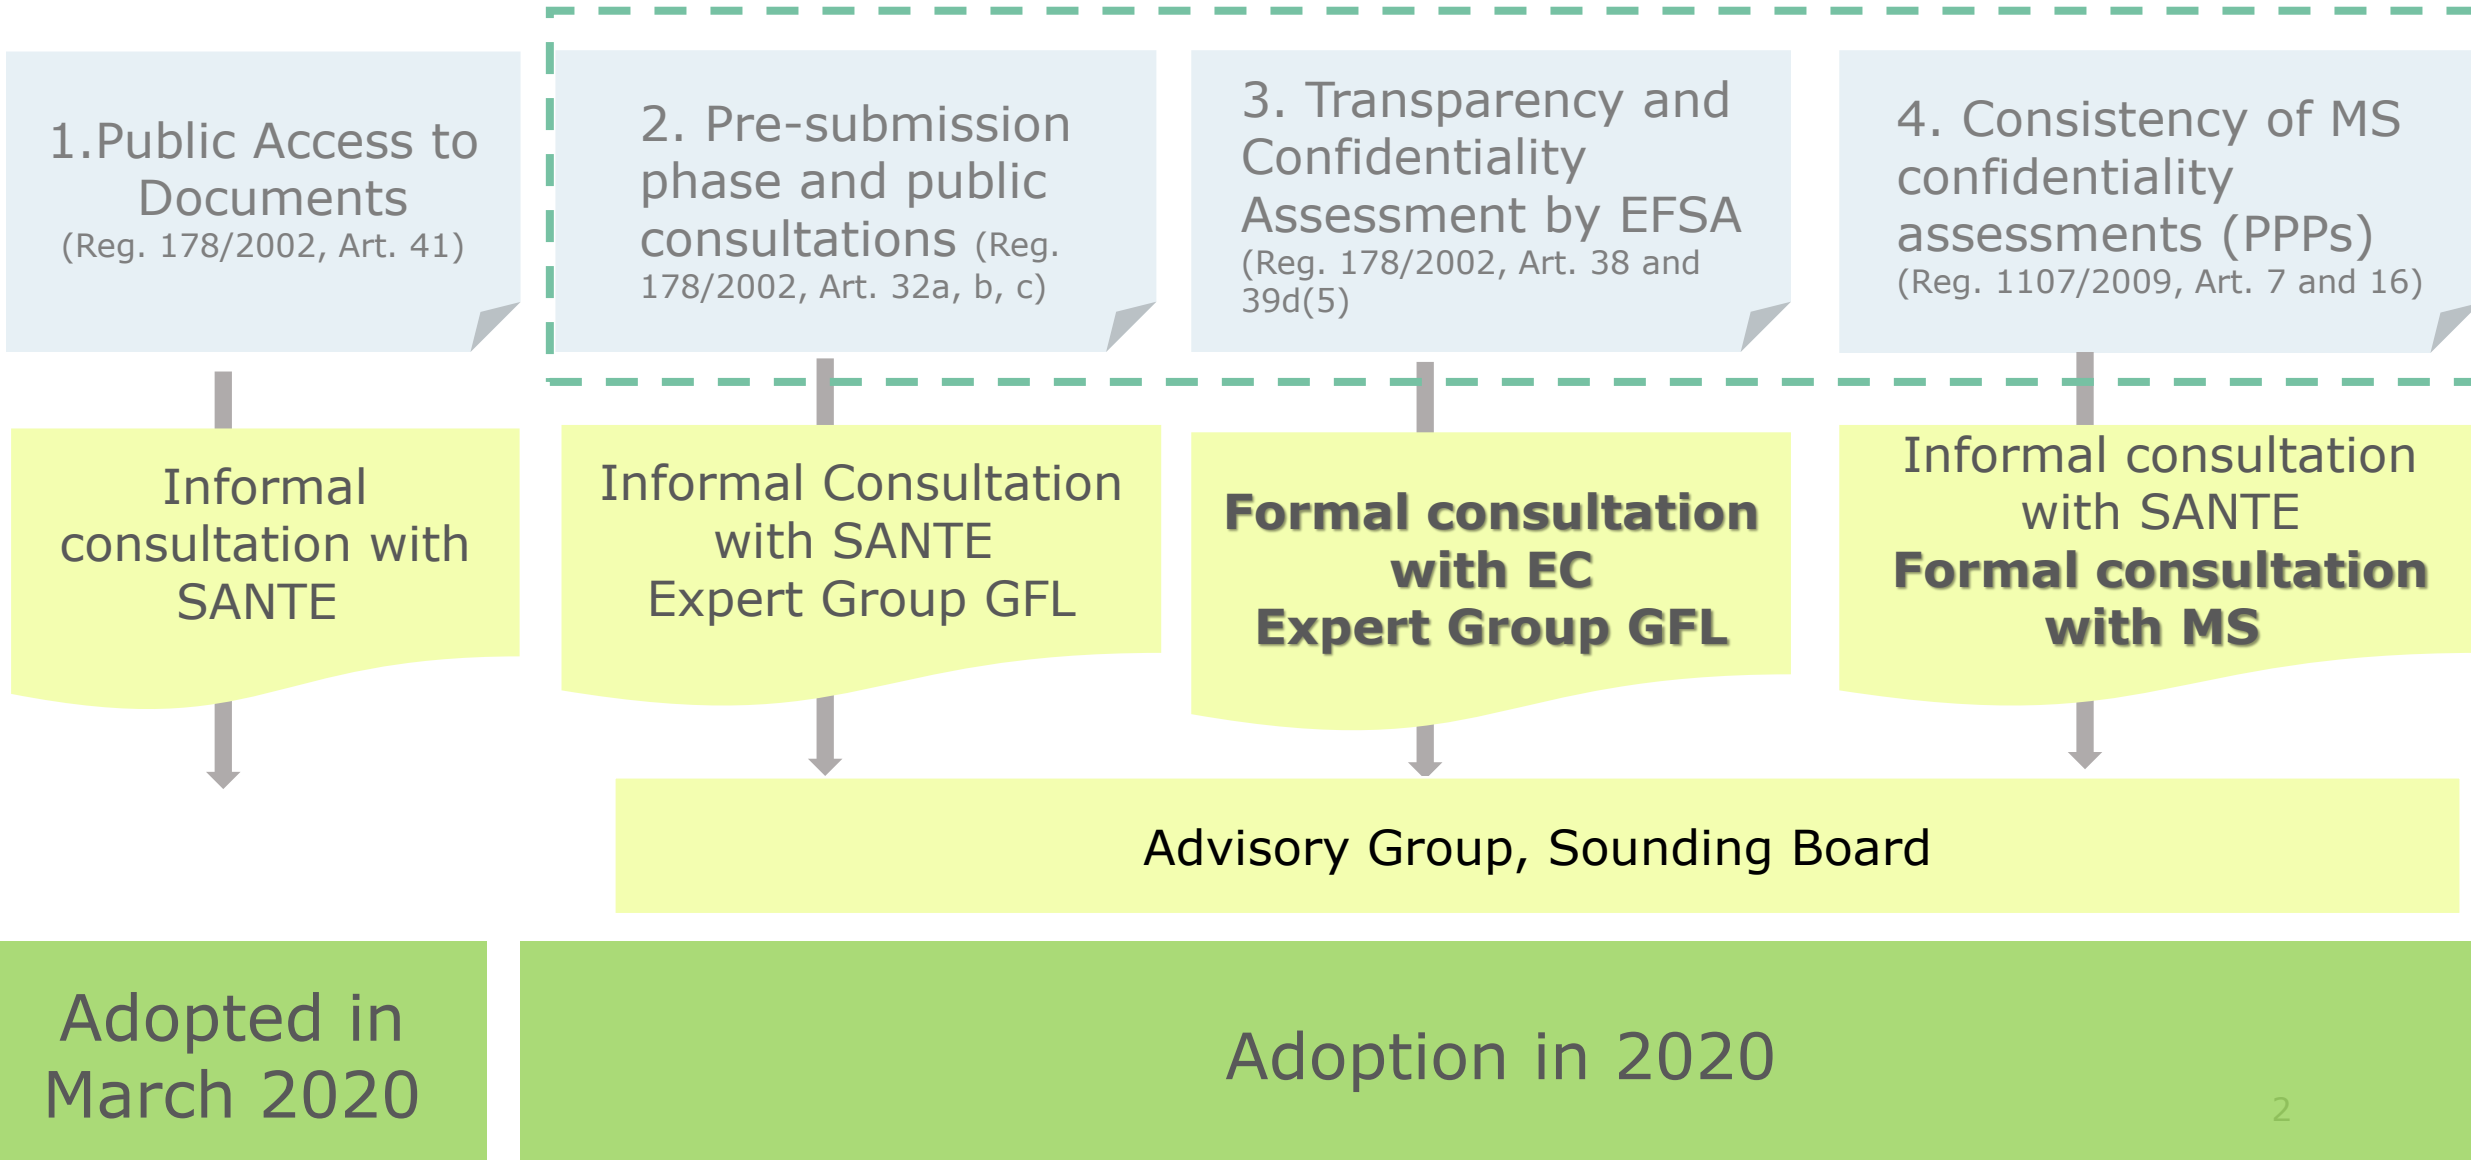 1.Public Access to
Documents
(Reg. 178/2002, Art. 41)
2. Pre-submission
phase and public
consultations (Reg.
178/2002, Art. 32a, b, c)
3. Transparency and
Confidentiality
Assessment by EFSA
(Reg. 178/2002, Art. 38 and
39d(5)
4. Consistency of MS
confidentiality
assessments (PPPs)
(Reg. 1107/2009, Art. 7 and 16)
Informal
consultation with
SANTE
Informal Consultation
with SANTE
Expert Group GFL
Formal consultation
with EC
Expert Group GFL
Informal consultation
with SANTE
Formal consultation
with MS
Advisory Group, Sounding Board
Adopted in
March 2020
Adoption in 2020
2